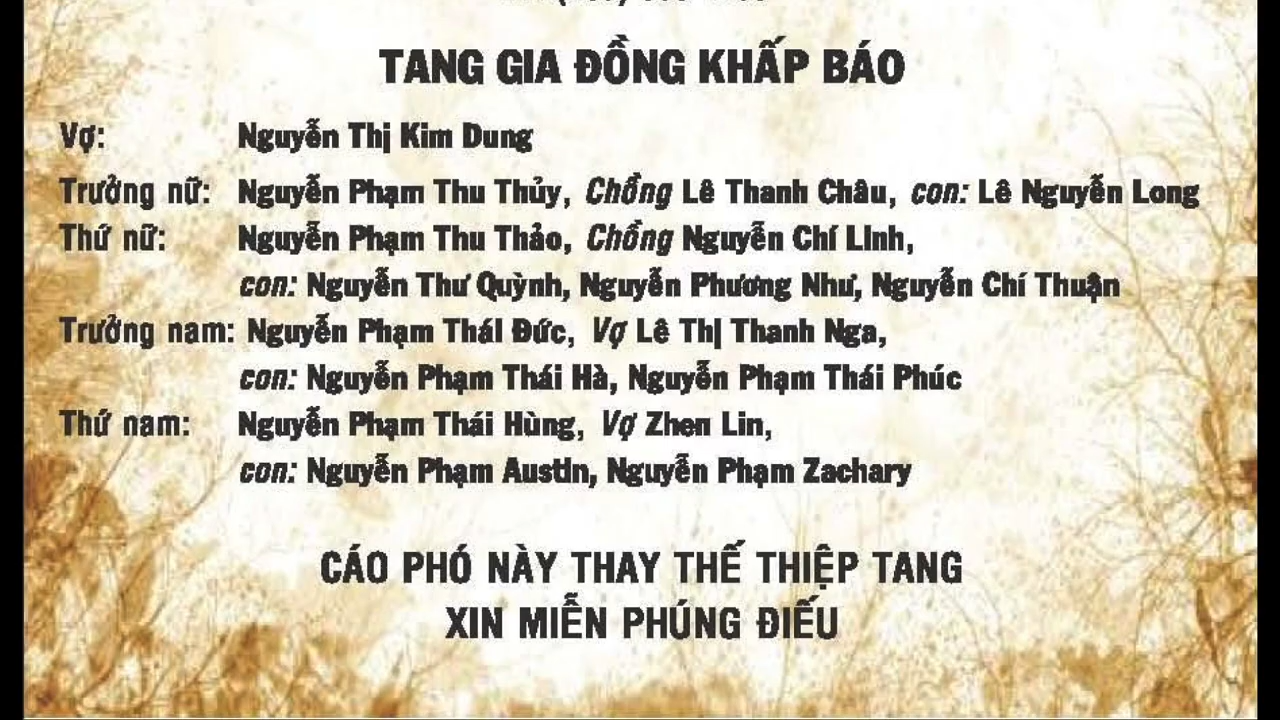 TANG GIA ĐỒNG KHẤP BÁO
Vợ: Nguyễn Thị Kim Dung
Trưởng nữ: Nguyễn Phạm Thu Thủy, Chồng Lê Thanh Châu, con: Lê Nguyễn Long
Thứ nữ: Nguyễn Phạm Thu Thảo, Chồng Nguyễn Chí Linh,
con: Nguyễn Thư Quỳnh, Nguyễn Phương Như, Nguyễn Chí Thuận
Trưởng nam: Nguyễn Phạm Thái Đức, Vợ Lê Thị Thanh Nga,
con: Nguyễn Phạm Thái Hà, Nguyễn Phạm Thái Phúc
Thứ nam: Nguyễn Phạm Thái Hùng, Vợ Zhen Lin,
con: Nguyễn Phạm Austin, Nguyễn Phạm Zachary
CÁO PHÓ NÀY THAY THẾ THIỆP TANG
XIN MIỄN PHÚNG ĐIẾU